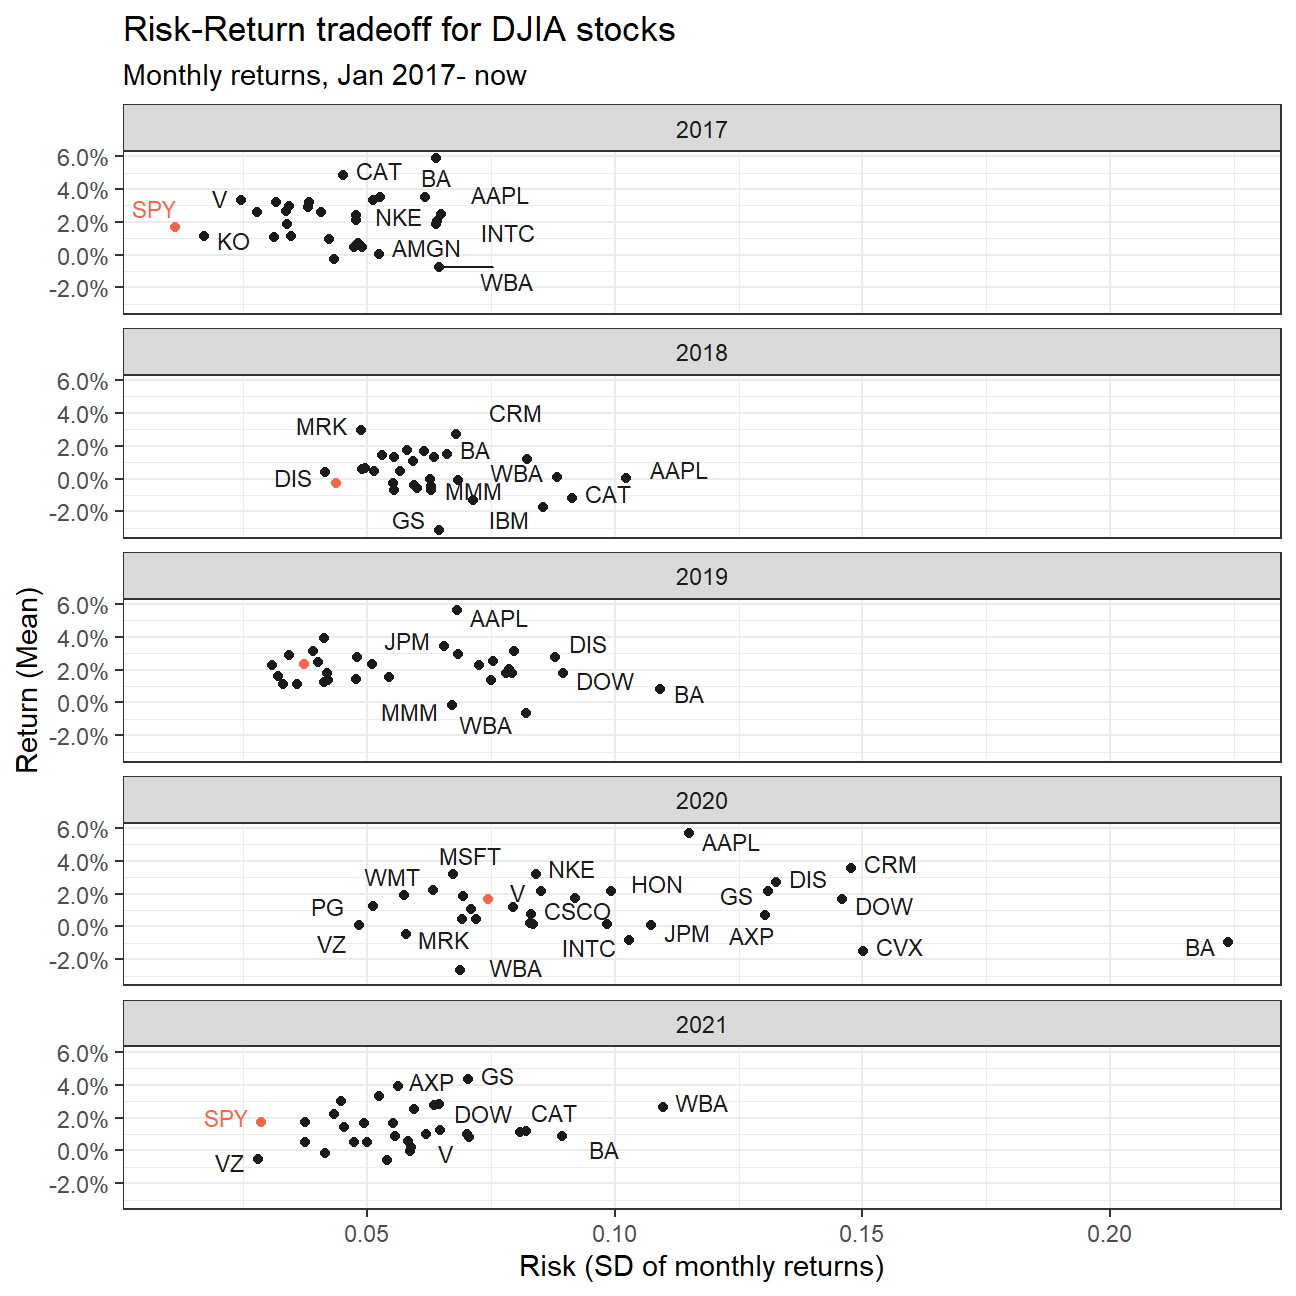 Risk-Return tradeoff for DJIA stocks
Monthly returns, Jan 2017- now
2017
6.0%
4.0%
2.0%
0.0%
-2.0%
CAT
BA
AAPL
V
SPY
NKE
INTC
KO
AMGN
WBA
2018
6.0%
4.0%
2.0%
0.0%
-2.0%
CRM
MRK
BA
WBA
AAPL
DIS
MMM
CAT
GS
IBM
2019
6.0%
4.0%
2.0%
0.0%
-2.0%
AAPL
JPM
DIS
DOW
BA
MMM
WBA
Return (Mean)
2020
6.0%
4.0%
2.0%
0.0%
-2.0%
AAPL
MSFT
NKE
CRM
WMT
HON
DIS
V
GS
PG
CSCO
DOW
VZ
MRK
INTC
JPM
AXP
CVX
BA
WBA
2021
6.0%
4.0%
2.0%
0.0%
-2.0%
AXP
GS
SPY
DOW
CAT
WBA
VZ
V
BA
0.05
0.10
0.15
0.20
Risk (SD of monthly returns)